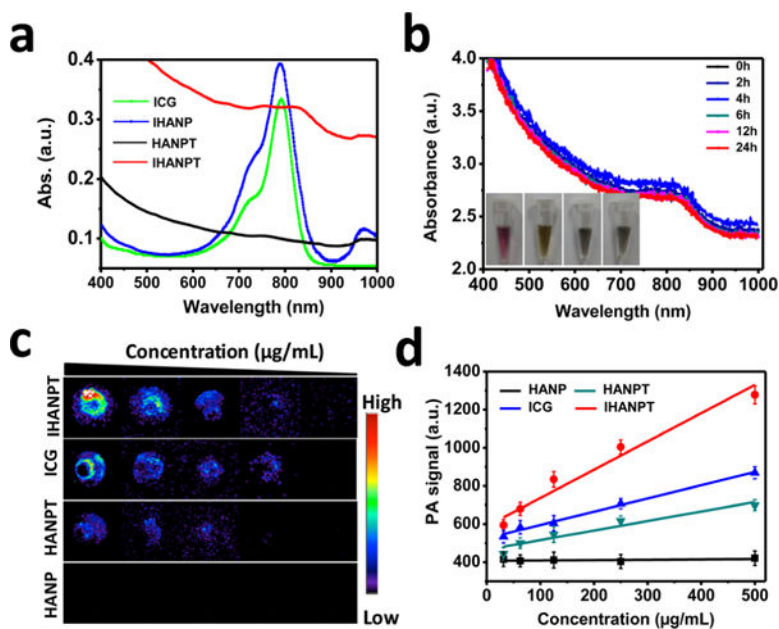 a
Abs. (a.u.)
0.4
0.3
0.2
0.1
ICG
IHANP
HANPT
IHANPT
400 500 600 700 800 900 1000
Wavelength (nm)
b
Absorbance (a.u.)
4.0
3.5
3.0
2.5
2.0
0h
2h
4h
6h
12h
24h
400 500 600 700 800 900 1000
Wavelength (nm)
c
Concentration (µg/mL)
IHANPT
ICG
HANPT
HANP
High
Low
d
PA signal (a.u.)
1400
1200
1000
800
600
400
HANP HANPT
ICG IHANPT
0 100 200 300 400 500
Concentration (µg/mL)